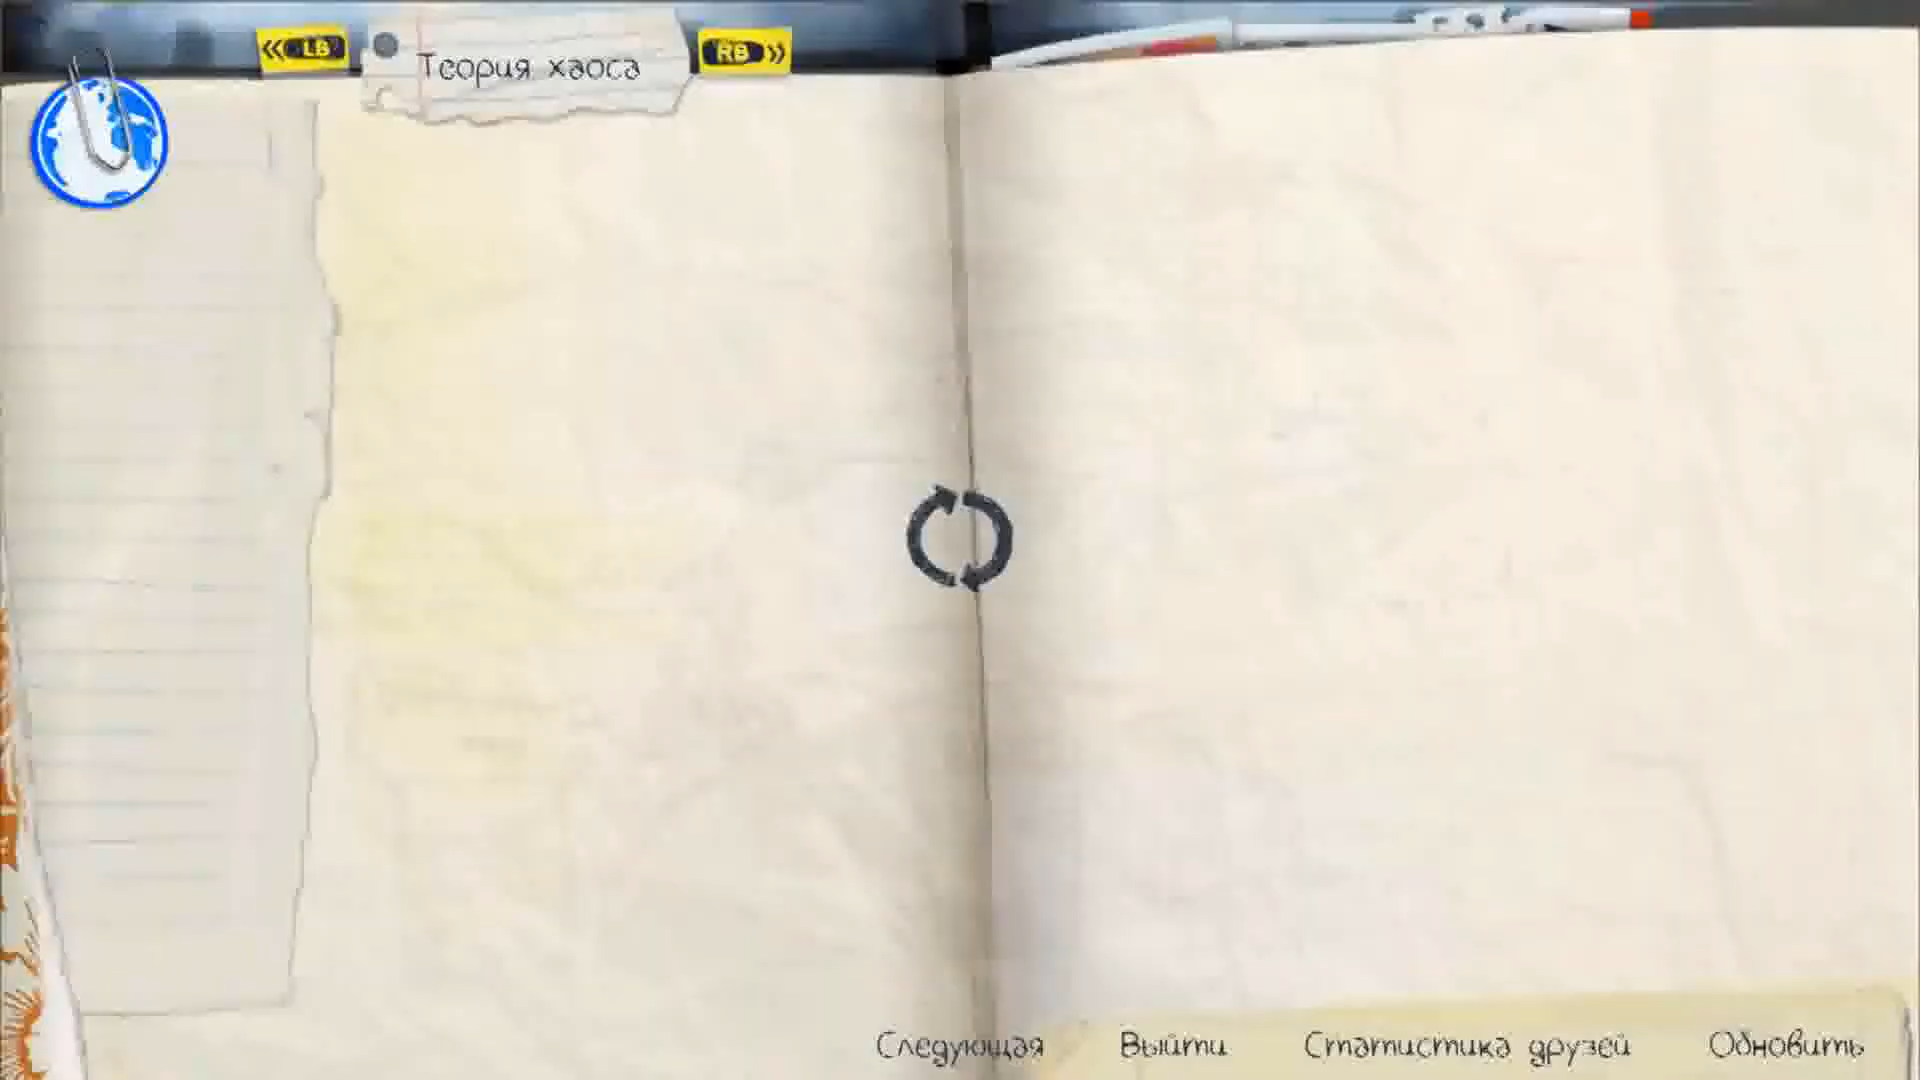 LB
Теория хаоса
RB
Следующая Выйти Статистика друзей Обновить